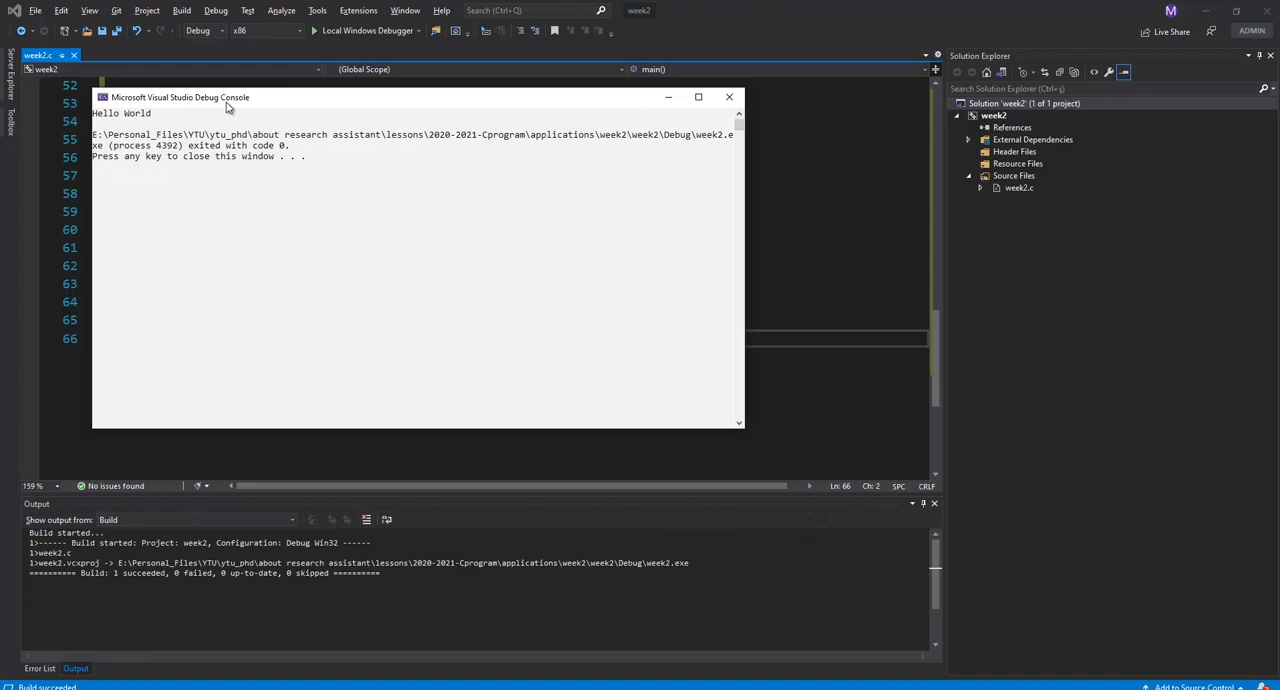 File Edit View Git Project Build Debug Test Analyze Tools Extensions Window Help Search (Ctrl+Q) week2 M
Debug x86 Local Windows Debugger Live Share ADMIN
Server Explorer
Toolbox
week2.c
week2 (Global Scope) main()
52
53
54
55
56
57
58
59
60
61
62
63
64
65
66
Microsoft Visual Studio Debug Console
Hello World
E:\Personal_Files\YTU\ytu_phd\about research assistant\lessons\2020-2021-Cprogram\applications\week2\week2\Debug\week2.e
xe (process 4392) exited with code 0.
Press any key to close this window . . .
159 % No issues found Ln: 66 Ch: 2 SPC CRLF
Output
Show output from: Build
Build started...
1>------ Build started: Project: week2, Configuration: Debug Win32 ------
1>week2.c
1>week2.vcxproj -> E:\Personal_Files\YTU\ytu_phd\about research assistant\lessons\2020-2021-Cprogram\applications\week2\week2\Debug\week2.exe
========== Build: 1 succeeded, 0 failed, 0 up-to-date, 0 skipped ==========
Error List Output
Solution Explorer
Search Solution Explorer (Ctrl+ş)
Solution 'week2' (1 of 1 project)
week2
References
External Dependencies
Header Files
Resource Files
Source Files
week2.c
Build succeeded Add to Source Control